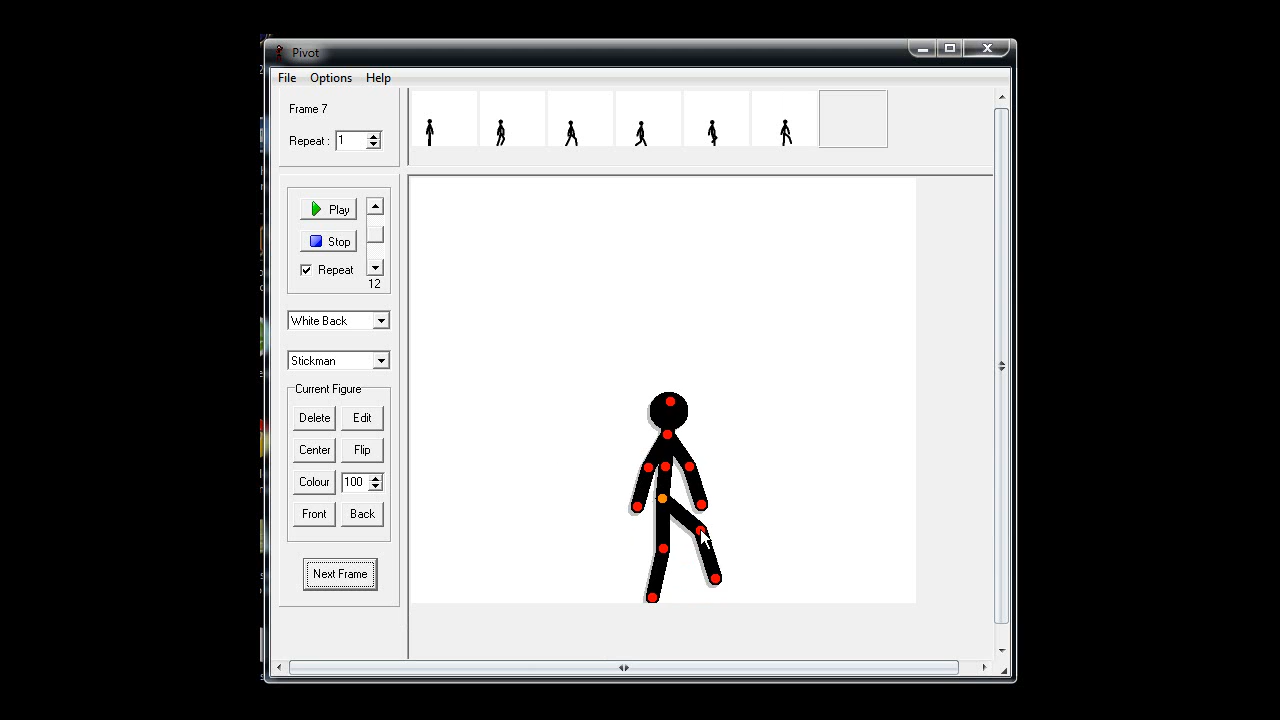 Pivot
File Options Help
Frame 7
Repeat : 1
Play
Stop
Repeat
12
White Back
Stickman
Current Figure
Delete Edit
Center Flip
Colour 100
Front Back
Next Frame